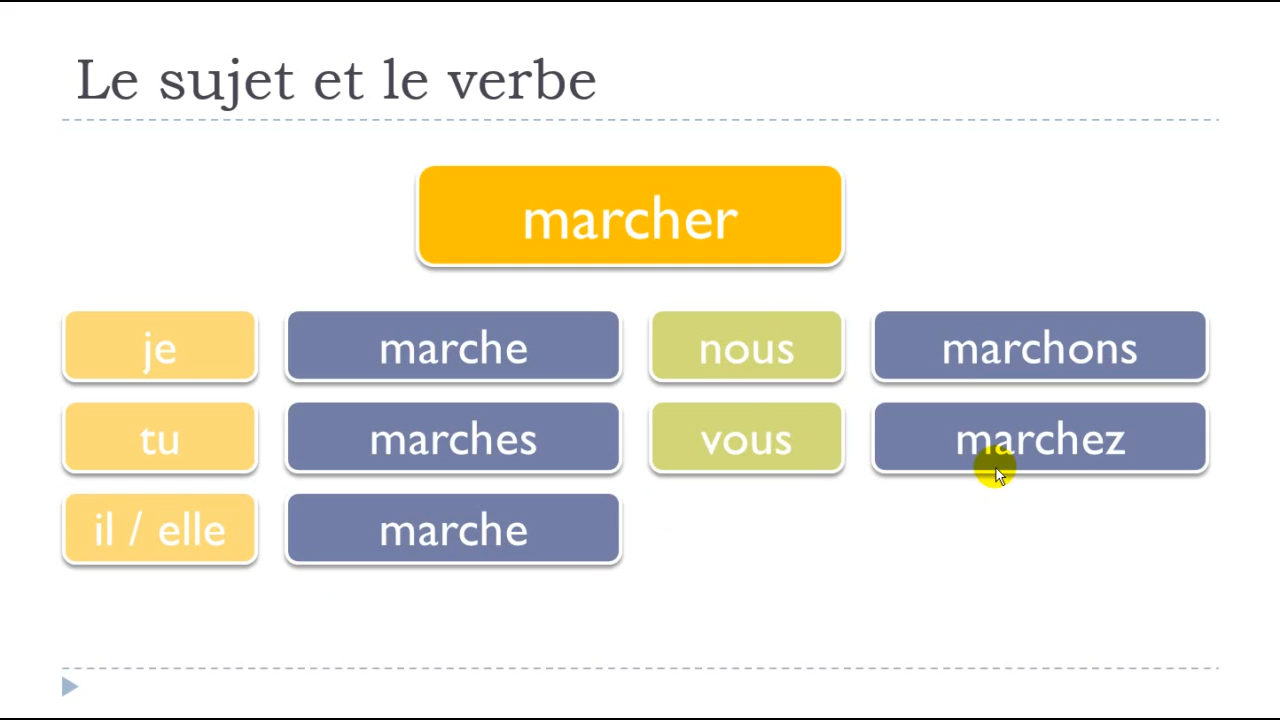 Le sujet et le verbe
marcher
je marche nous marchons
tu marches vous marchez
il / elle marche